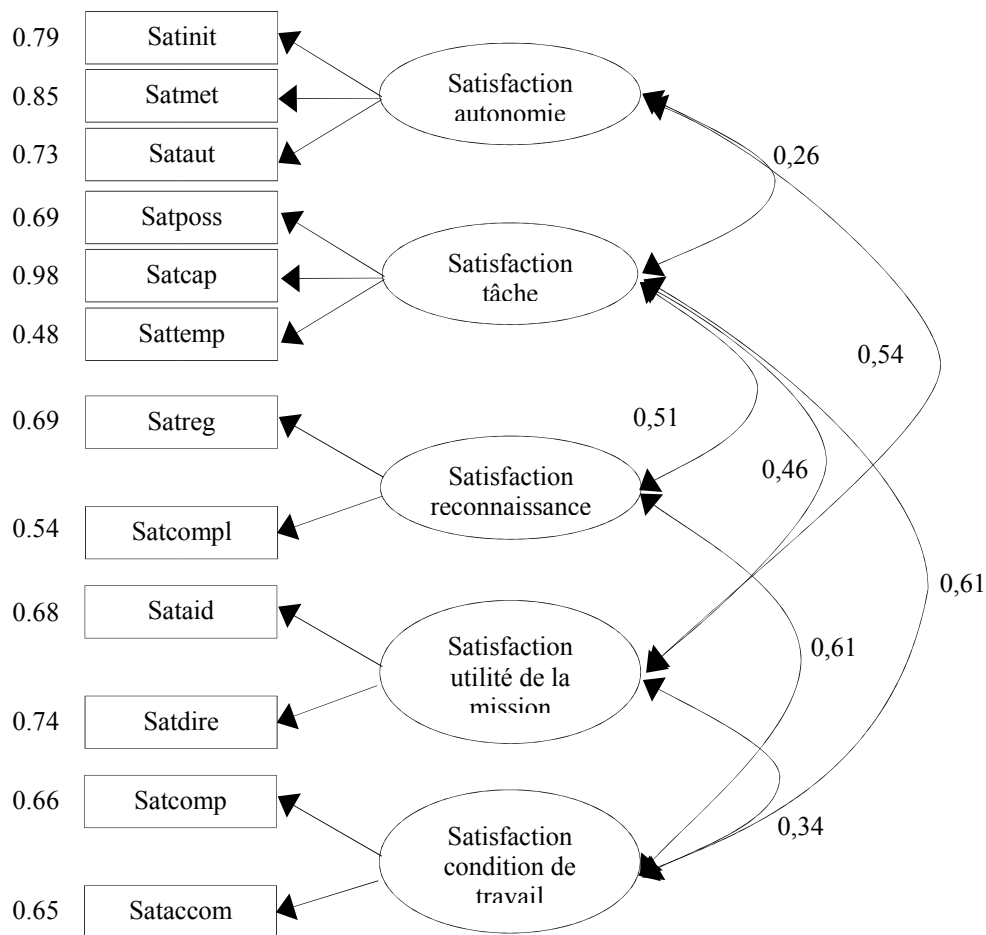 0.79 Satinit
0.85 Satmet
0.73 Sataut
Satisfaction
autonomie
0,26
0.69 Satposs
0.98 Satcap
0.48 Sattemp
Satisfaction
tâche
0,54
0.69 Satreg
0.54 Satcompl
Satisfaction
reconnaissance
0,51
0,46
0,61
0.68 Sataid
0.74 Satdire
Satisfaction
utilité de la
mission
0,61
0.66 Satcomp
0.65 Sataccom
Satisfaction
condition de
travail
0,34